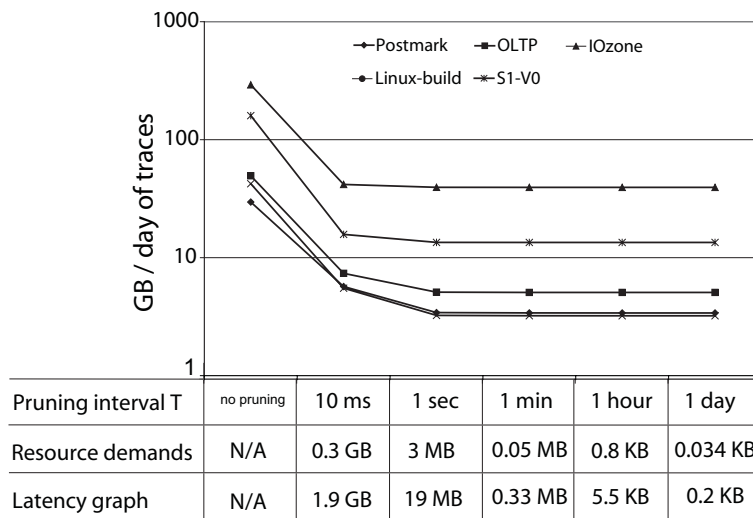 1000
Postmark OLTP IOzone
Linux-build S1-V0
100
GB / day of traces
10
1
Pruning interval T no pruning 10 ms 1 sec 1 min 1 hour 1 day
Resource demands N/A 0.3 GB 3 MB 0.05 MB 0.8 KB 0.034 KB
Latency graph N/A 1.9 GB 19 MB 0.33 MB 5.5 KB 0.2 KB